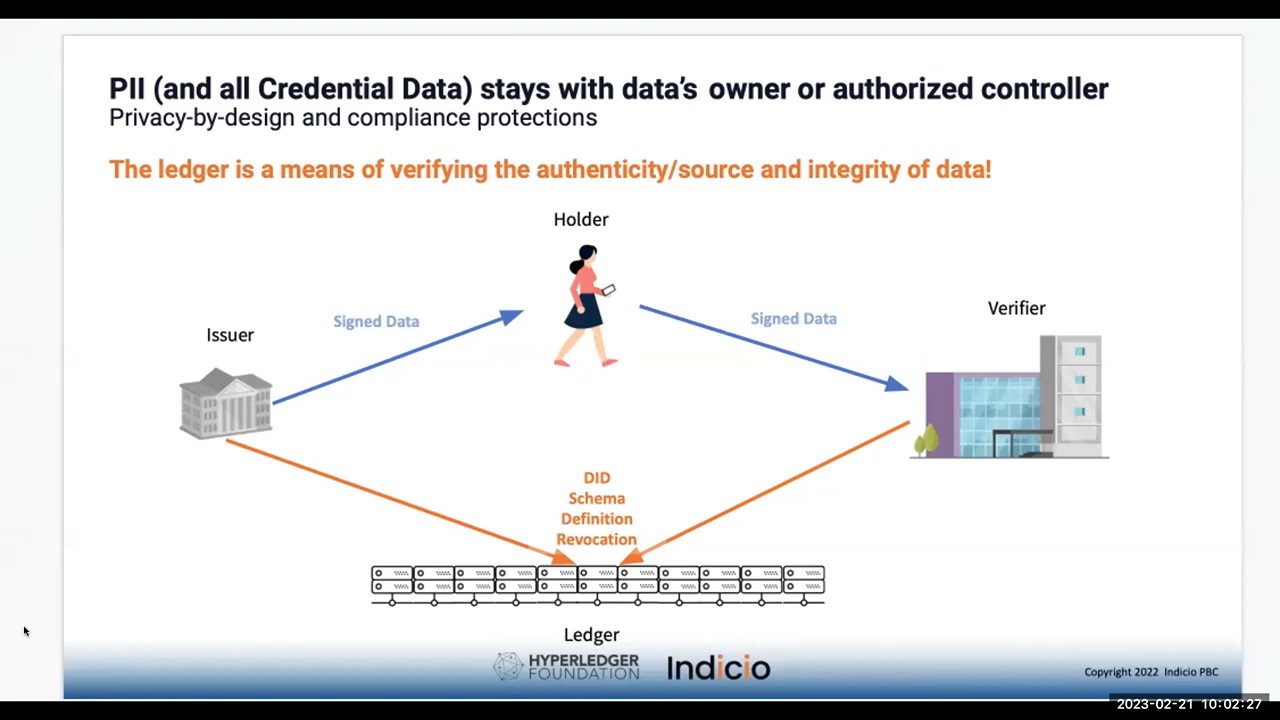 PII (and all Credential Data) stays with data's owner or authorized controller
Privacy-by-design and compliance protections
The ledger is a means of verifying the authenticity/source and integrity of data!
Holder
Signed Data
Signed Data
Verifier
Issuer
DID
Schema
Definition
Revocation
Ledger
HYPERLEDGER
FOUNDATION
Indicio
Copyright 2022 Indicio PBC
2023-02-21 10:02:27